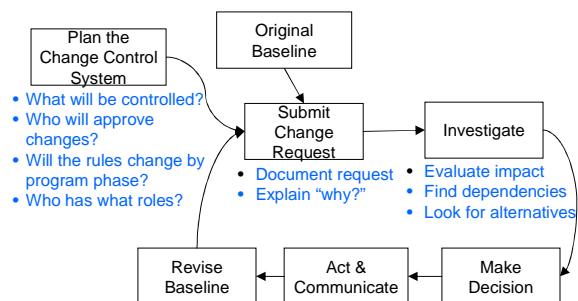 Plan the
Change Control
System
• What will be controlled?
• Who will approve
changes?
• Will the rules change by
program phase?
• Who has what roles?
Original
Baseline
Submit
Change
Request
• Document request
• Explain “why?”
Investigate
• Evaluate impact
• Find dependencies
• Look for alternatives
Make
Decision
Act &
Communicate
Revise
Baseline